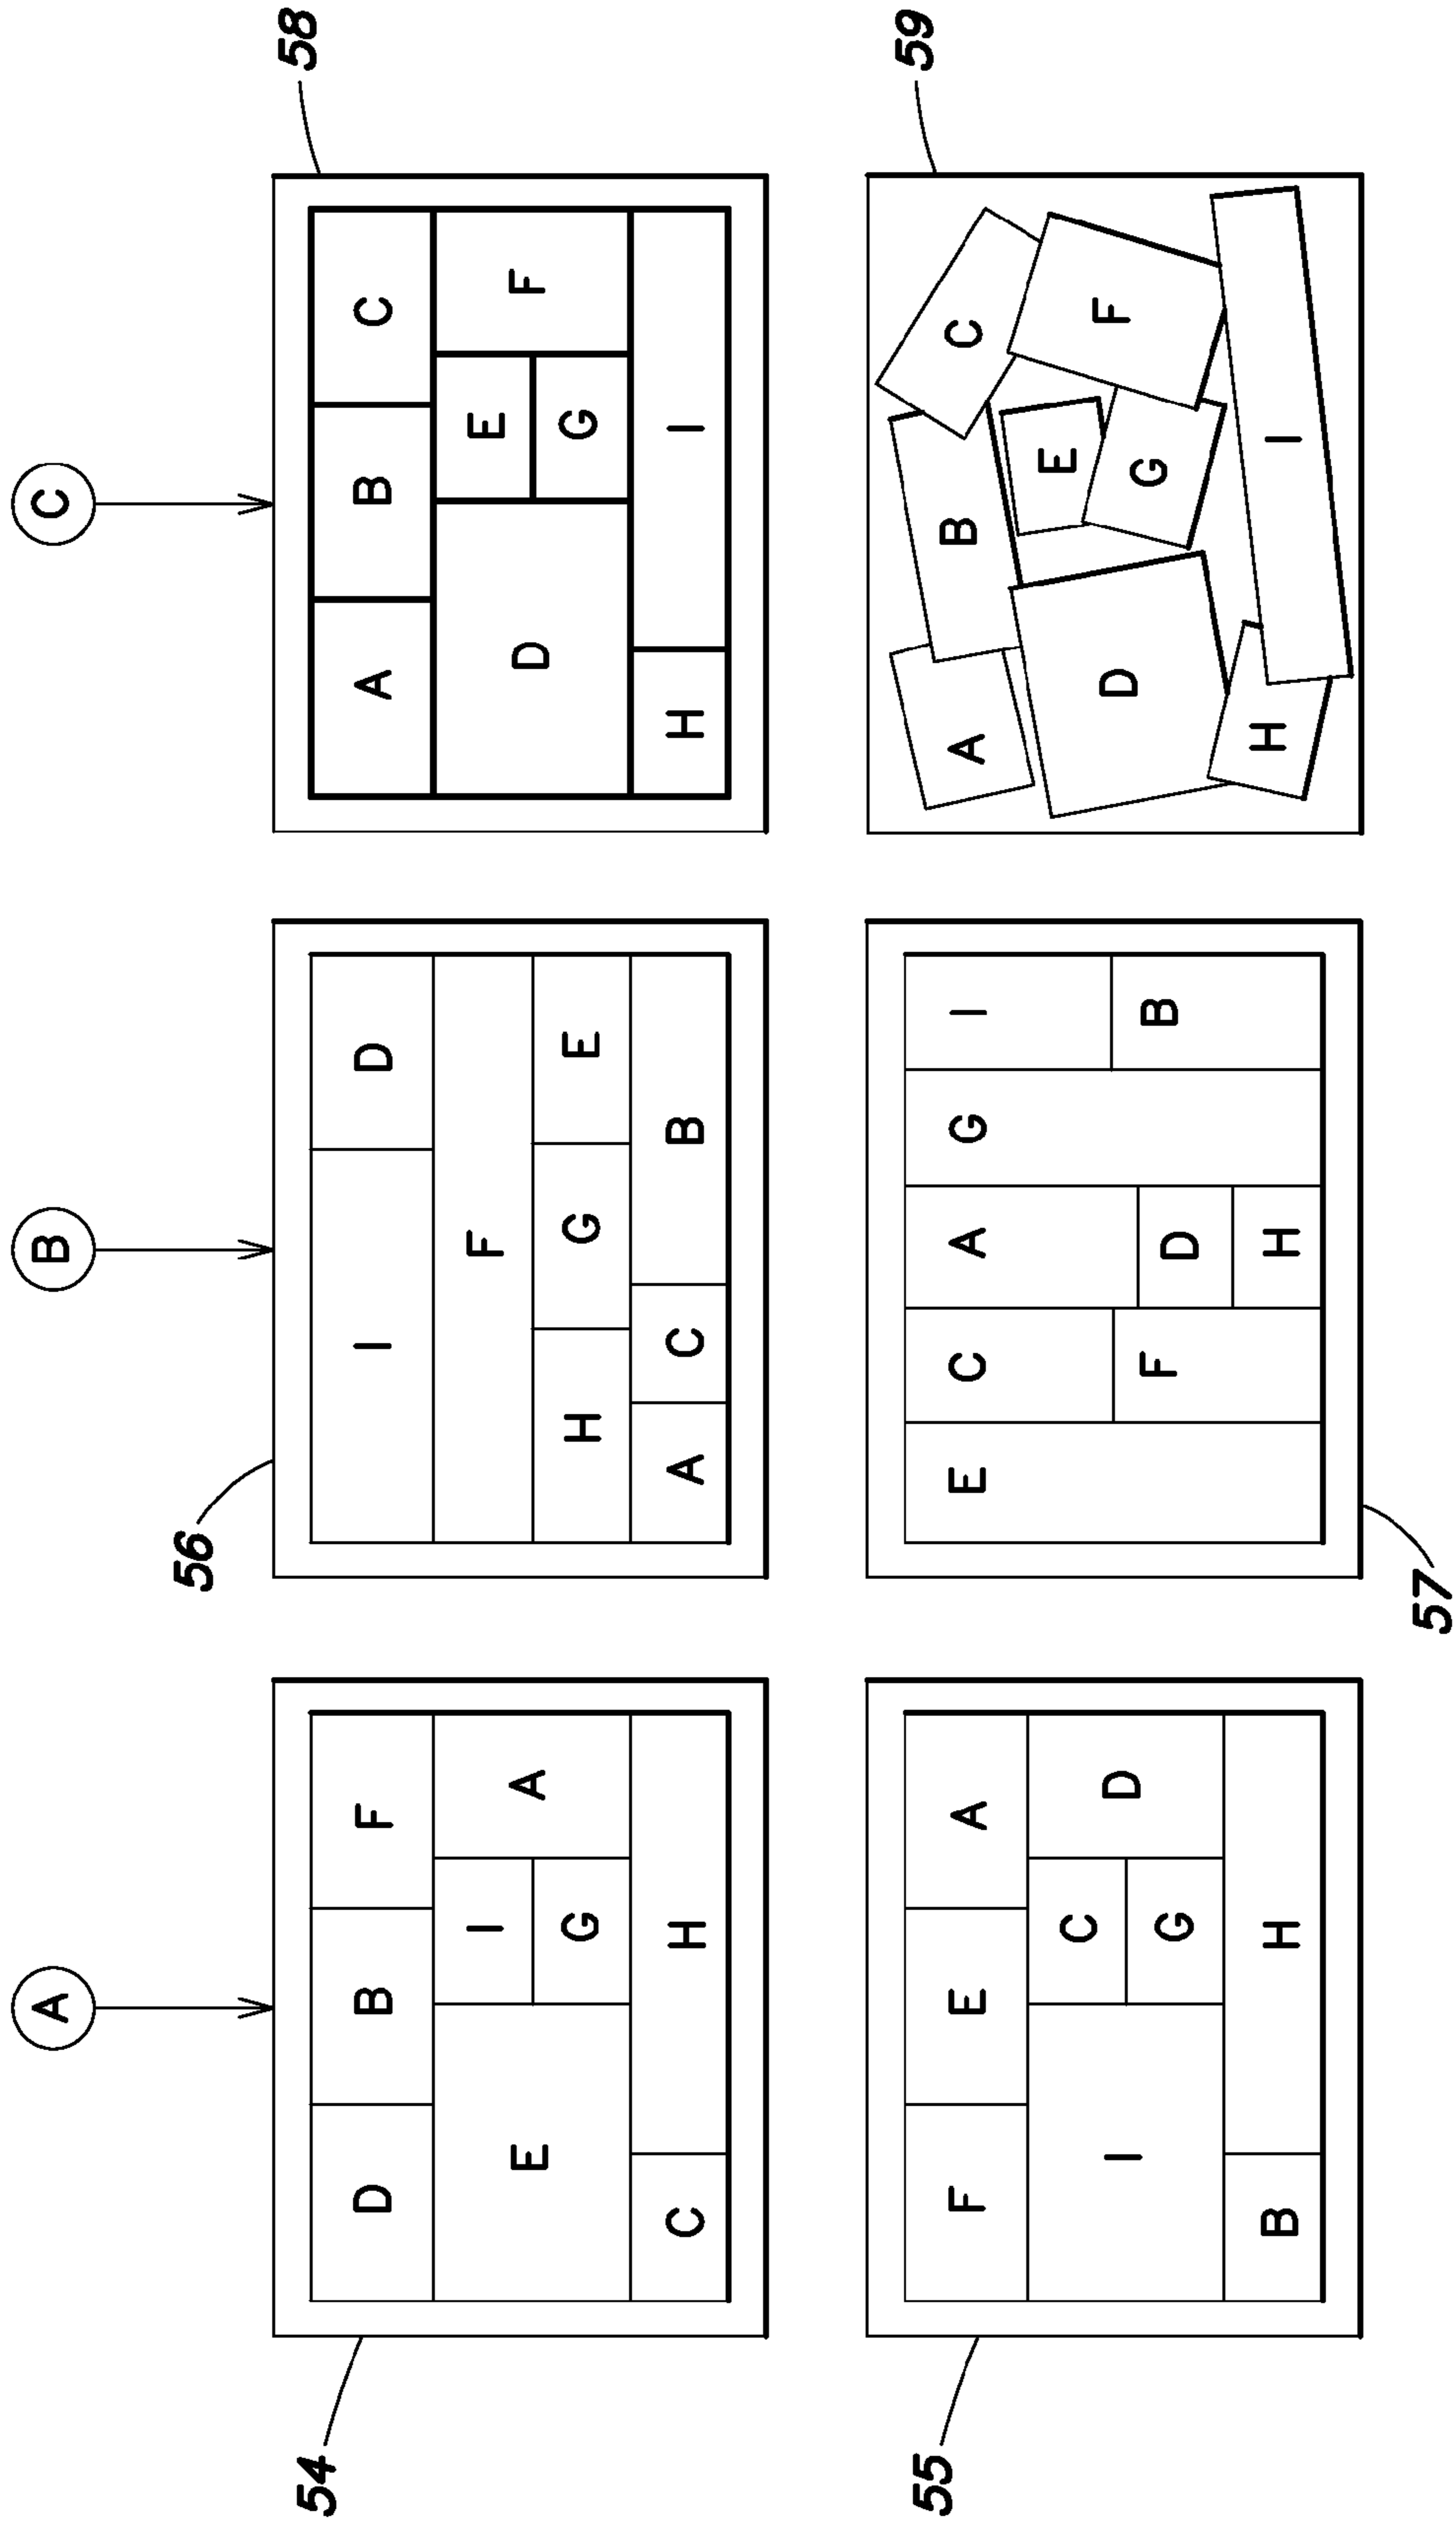 A
54
D B F
E I A
G
C H
55
F E A
I C D
G
B H
B
56
I D
F
H G E
A C B
57
E C A G I
F D B
H
C
58
A B C
D E F
G
H I
59
A B C
D E F
G
H I